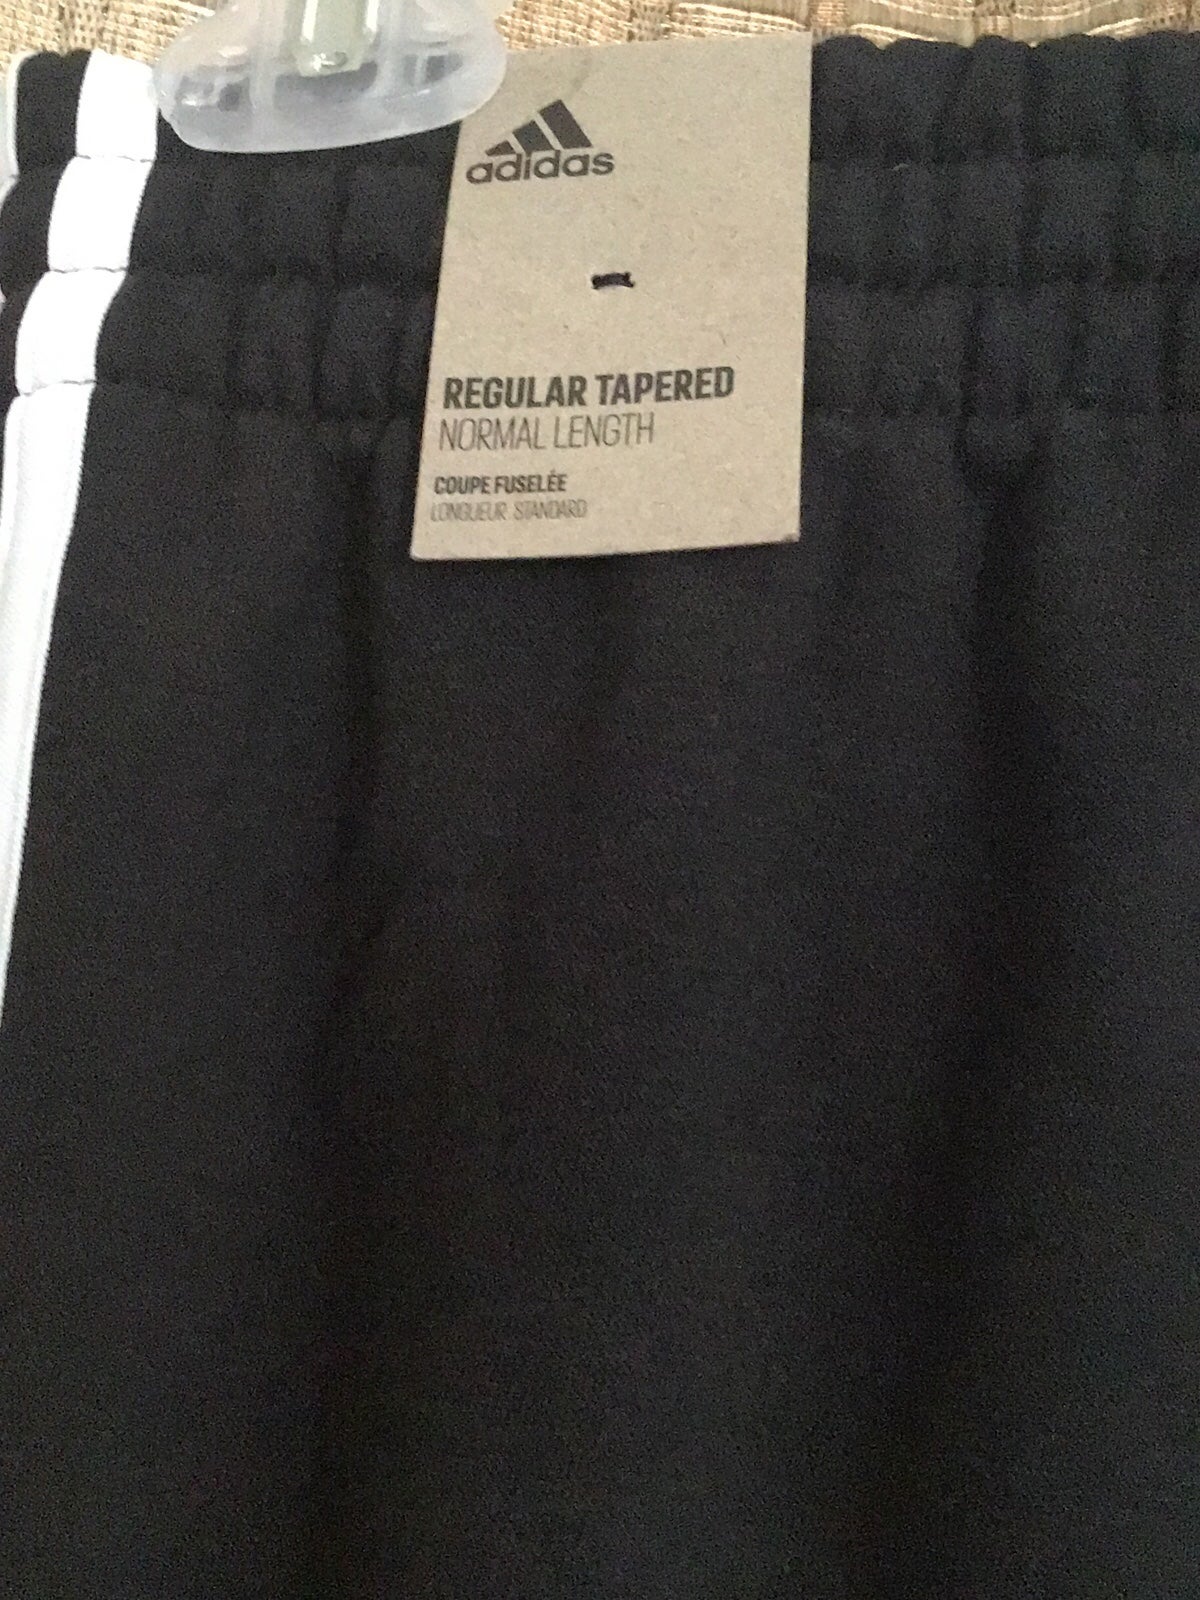 adidas
REGULAR TAPERED
NORMAL LENGTH
COUPE FUSELÉE
LONGUEUR STANDARD